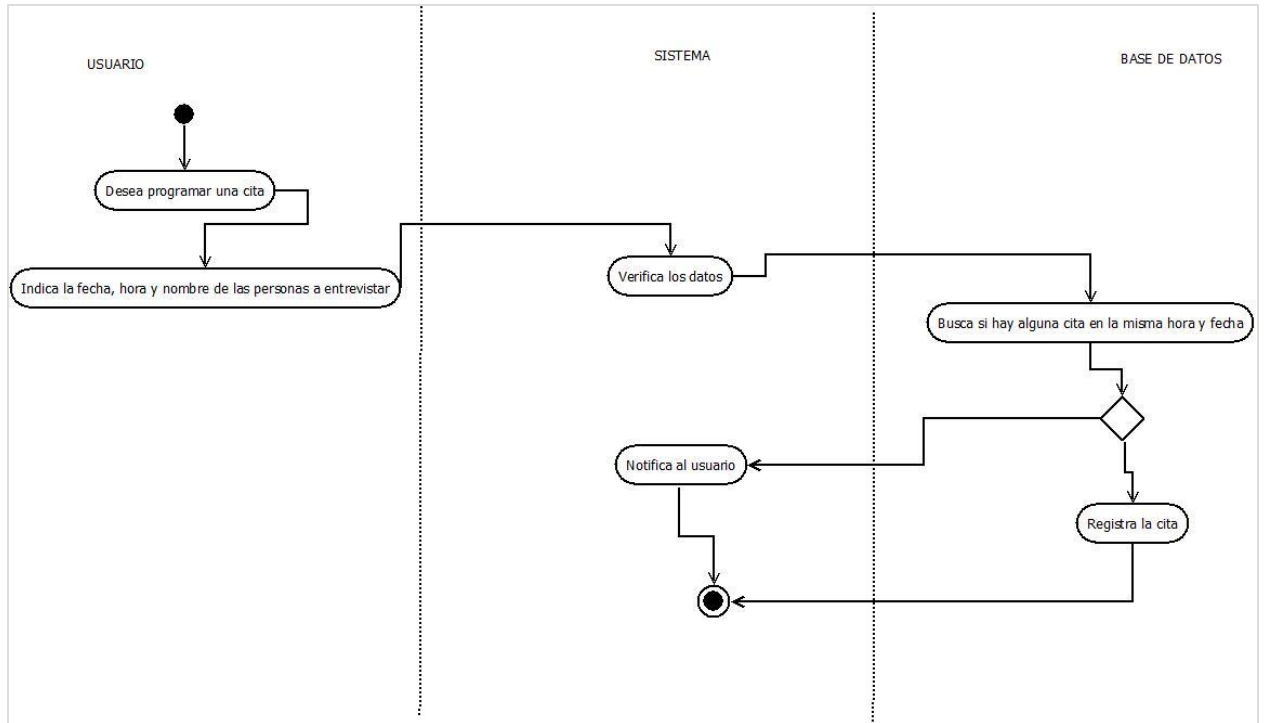 USUARIO
SISTEMA
BASE DE DATOS
Desea programar una cita
Indica la fecha, hora y nombre de las personas a entrevistar
Verifica los datos
Busca si hay alguna cita en la misma hora y fecha
Notifica al usuario
Registra la cita